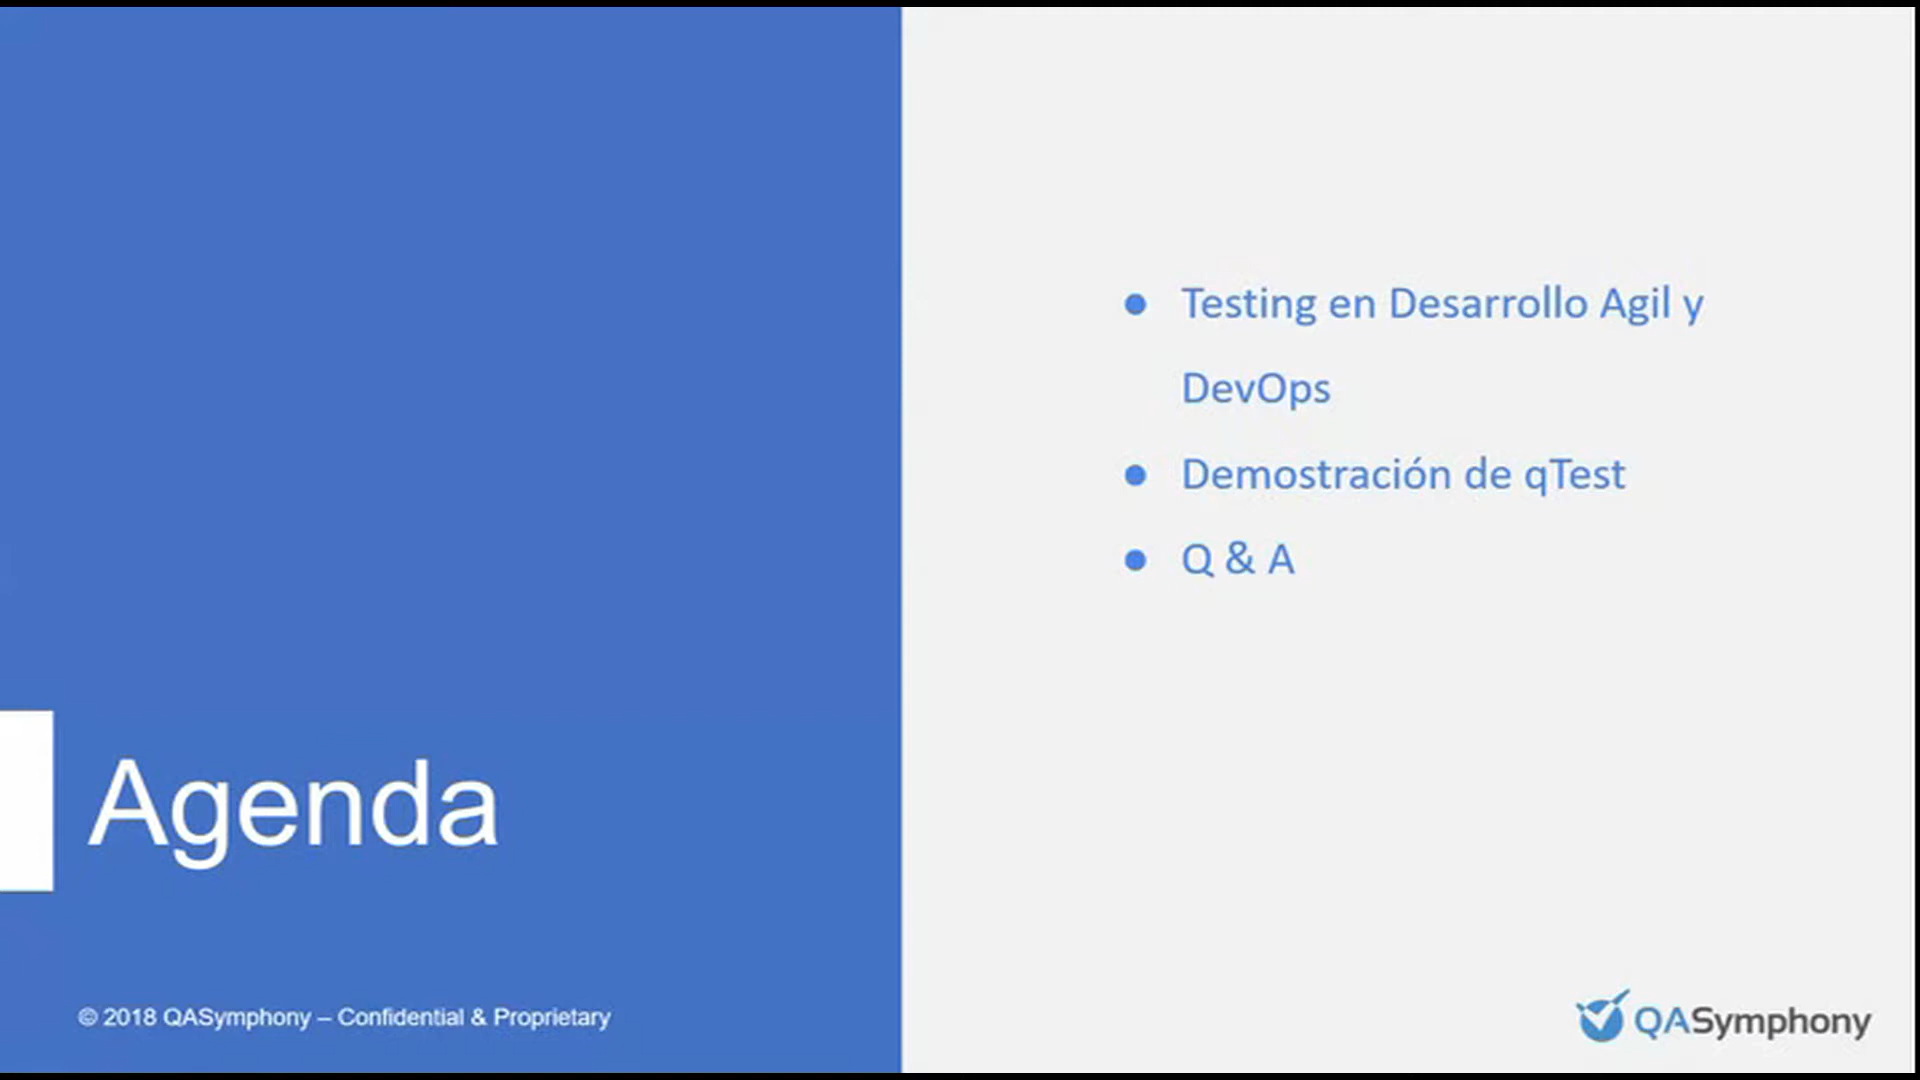 Agenda
© 2018 QASymphony – Confidential & Proprietary
● Testing en Desarrollo Agil y
DevOps
● Demostración de qTest
● Q & A
QASymphony